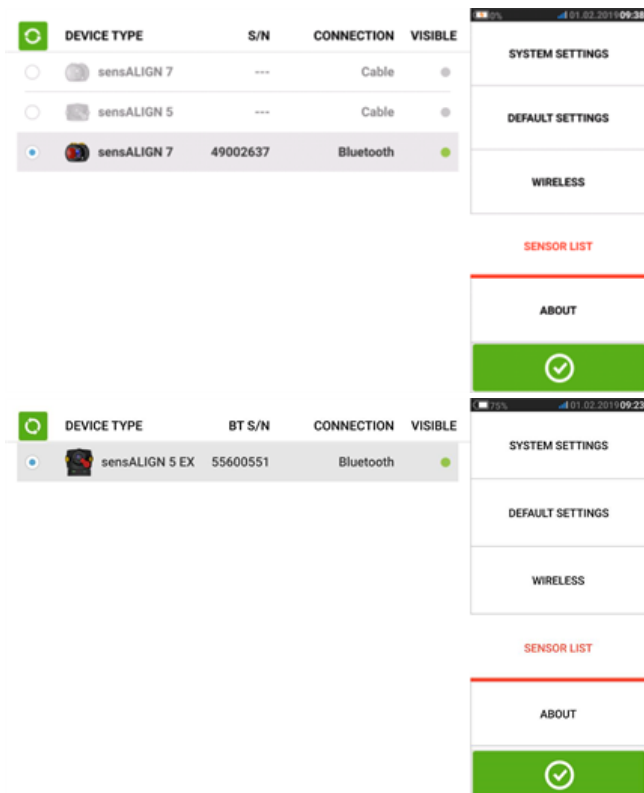 DEVICE TYPE S/N CONNECTION VISIBLE
sensALIGN 7 --- Cable
sensALIGN 5 --- Cable
sensALIGN 7 49002637 Bluetooth
01.02.2019 09:38
SYSTEM SETTINGS
DEFAULT SETTINGS
WIRELESS
SENSOR LIST
ABOUT
DEVICE TYPE BT S/N CONNECTION VISIBLE
sensALIGN 5 EX 55600551 Bluetooth
75% 01.02.2019 09:23
SYSTEM SETTINGS
DEFAULT SETTINGS
WIRELESS
SENSOR LIST
ABOUT